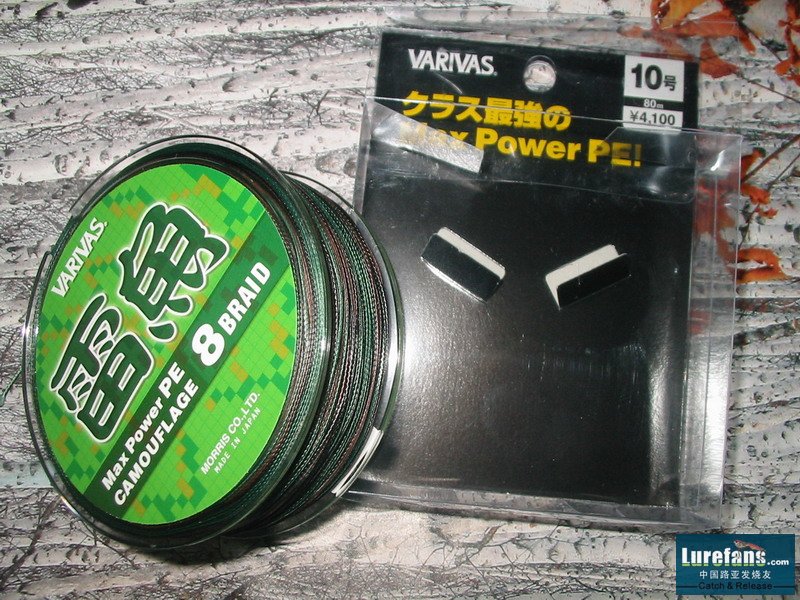 VARIVAS®
雷魚
Max Power PE
CAMOUFLAGE
8 BRAID
MORRIS CO., LTD.
MADE IN JAPAN
VARIVAS®
クラス最強の
Max Power PE!
10号
80m
¥4,100
Lurefans.com
中国路亚发烧友
Catch & Release